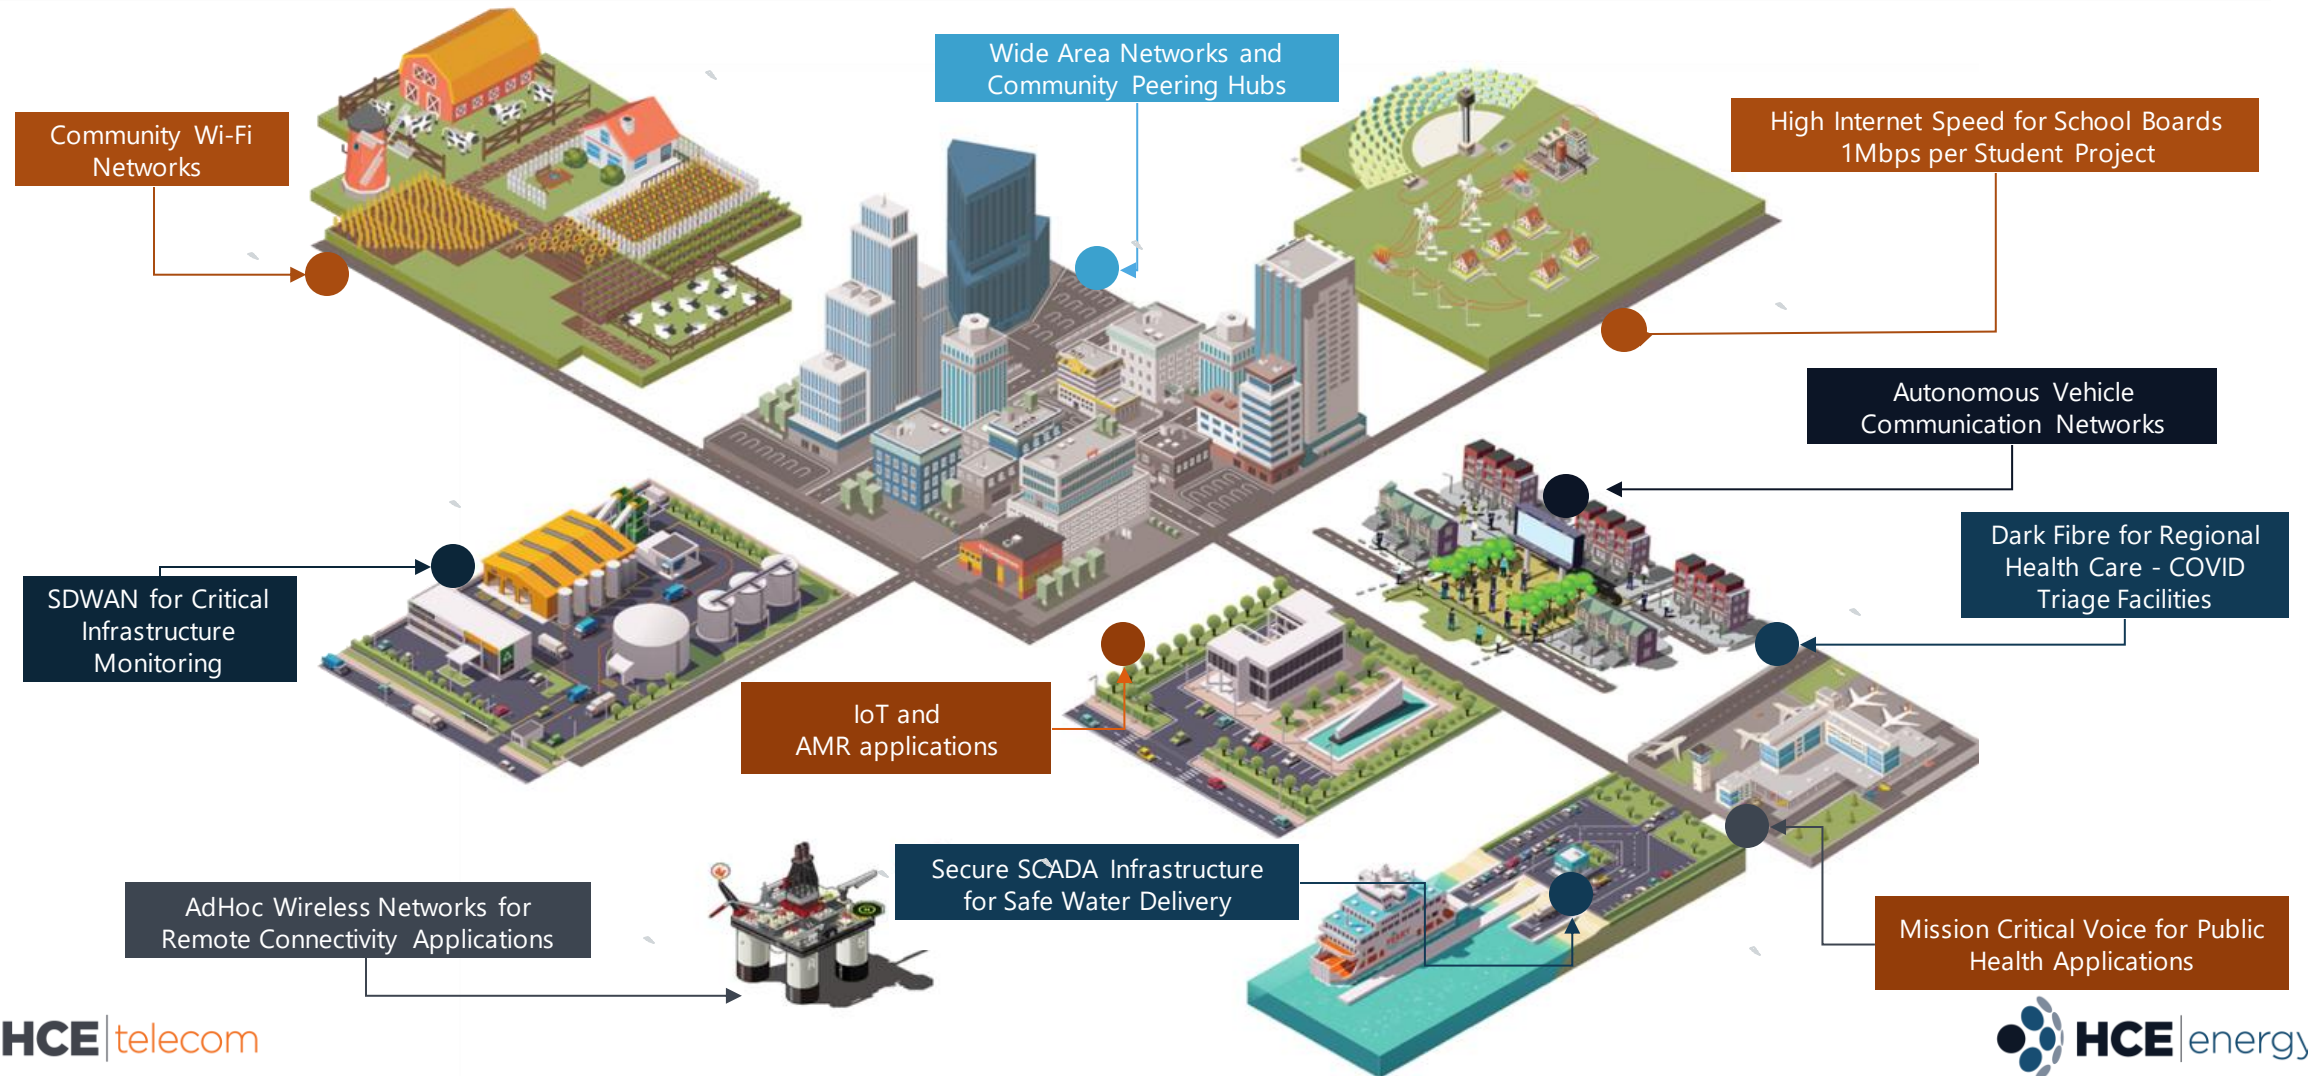 Wide Area Networks and
Community Peering Hubs
Community Wi-Fi
Networks
High Internet Speed for School Boards
1Mbps per Student Project
Autonomous Vehicle
Communication Networks
Dark Fibre for Regional
Health Care - COVID
Triage Facilities
SDWAN for Critical
Infrastructure
Monitoring
IoT and
AMR applications
Secure SCADA Infrastructure
for Safe Water Delivery
AdHoc Wireless Networks for
Remote Connectivity Applications
FERRY
Mission Critical Voice for Public
Health Applications
HCE telecom
HCE energy